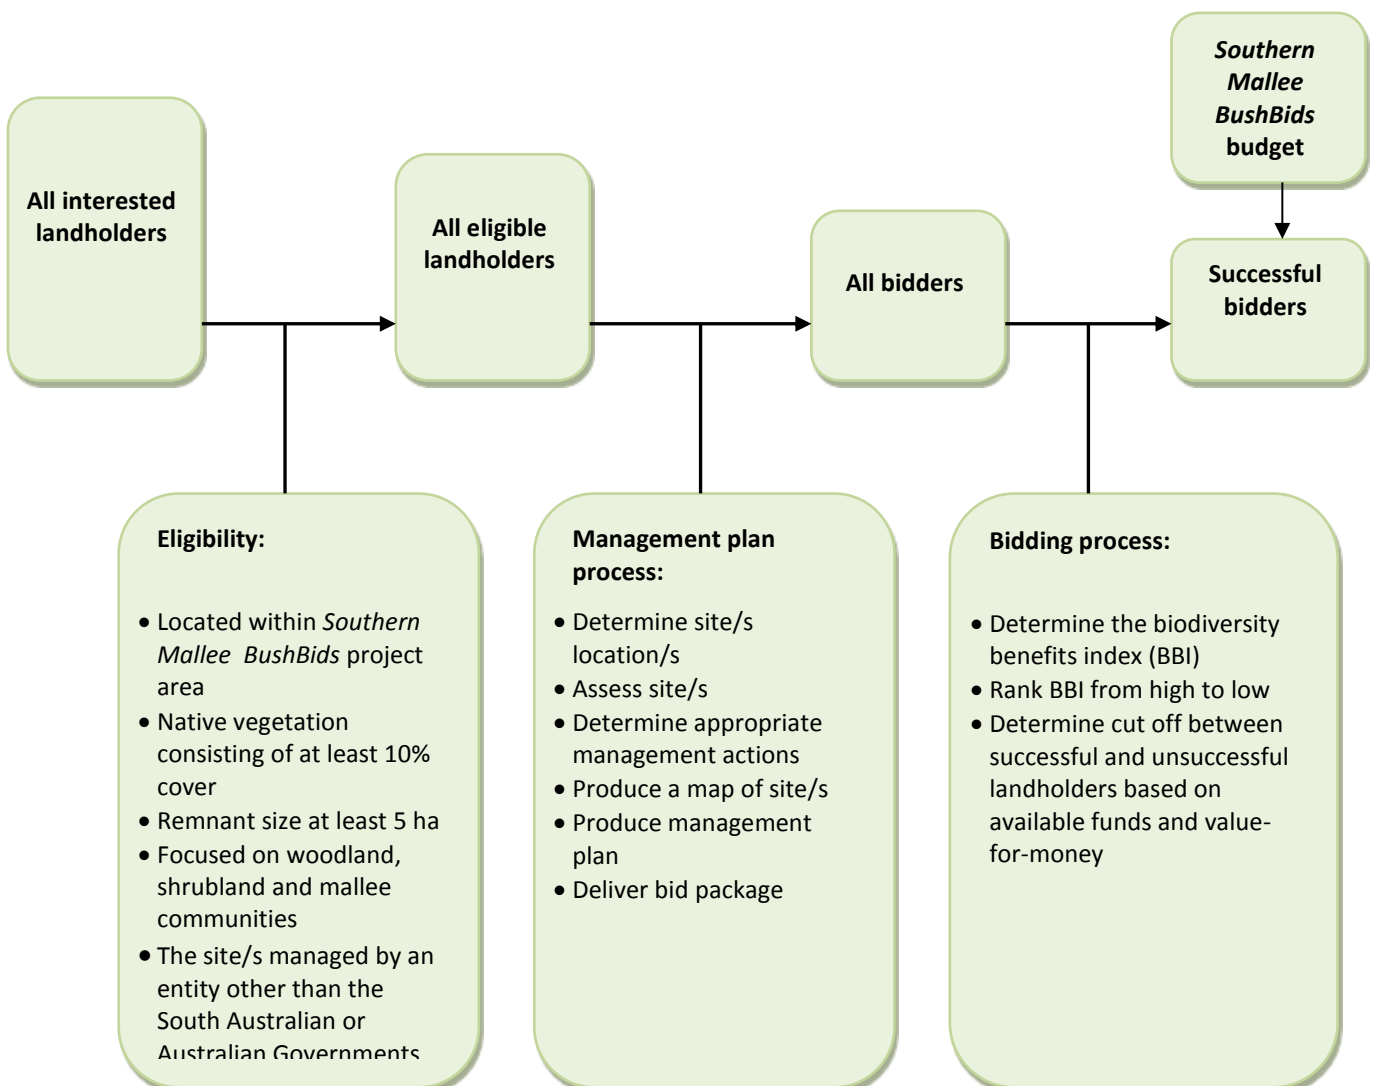 Southern
Mallee
BushBids
budget
All interested
landholders
All eligible
landholders
All bidders
Successful
bidders
Eligibility:
• Located within Southern
Mallee BushBids project
area
• Native vegetation
consisting of at least 10%
cover
• Remnant size at least 5 ha
• Focused on woodland,
shrubland and mallee
communities
• The site/s managed by an
entity other than the
South Australian or
Australian Governments
Management plan
process:
• Determine site/s
location/s
• Assess site/s
• Determine appropriate
management actions
• Produce a map of site/s
• Produce management
plan
• Deliver bid package
Bidding process:
• Determine the biodiversity
benefits index (BBI)
• Rank BBI from high to low
• Determine cut off between
successful and unsuccessful
landholders based on
available funds and value-
for-money